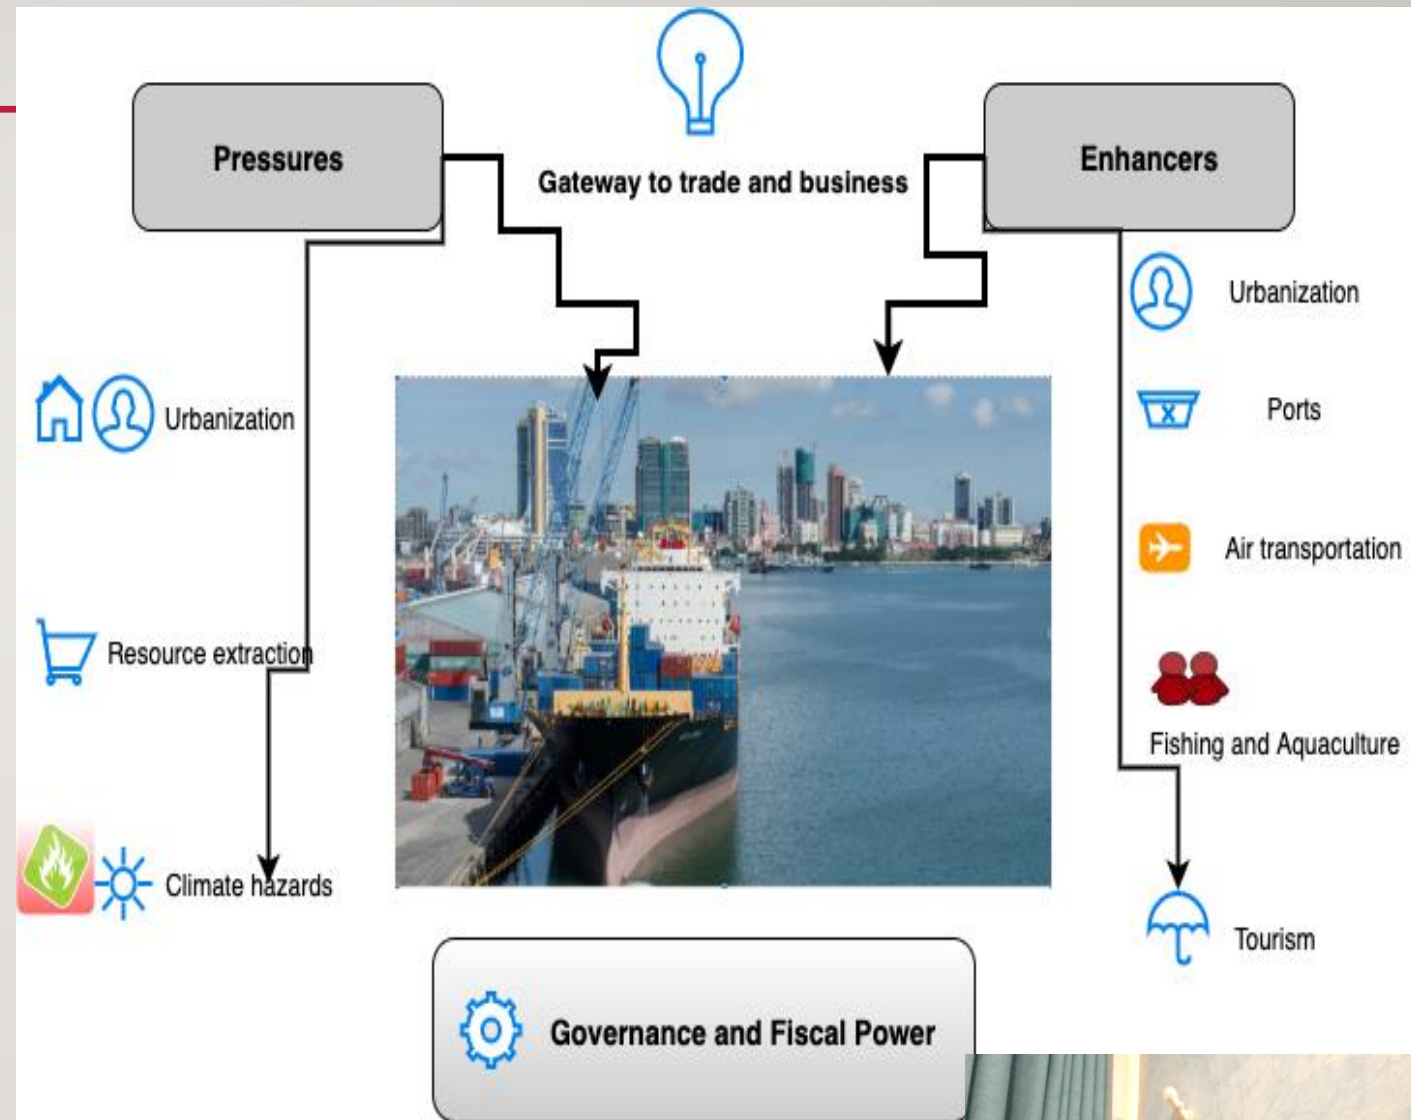 Gateway to trade and business
Pressures
Enhancers
Urbanization
Resource extraction
Climate hazards
Urbanization
Ports
Air transportation
Fishing and Aquaculture
Tourism
Governance and Fiscal Power